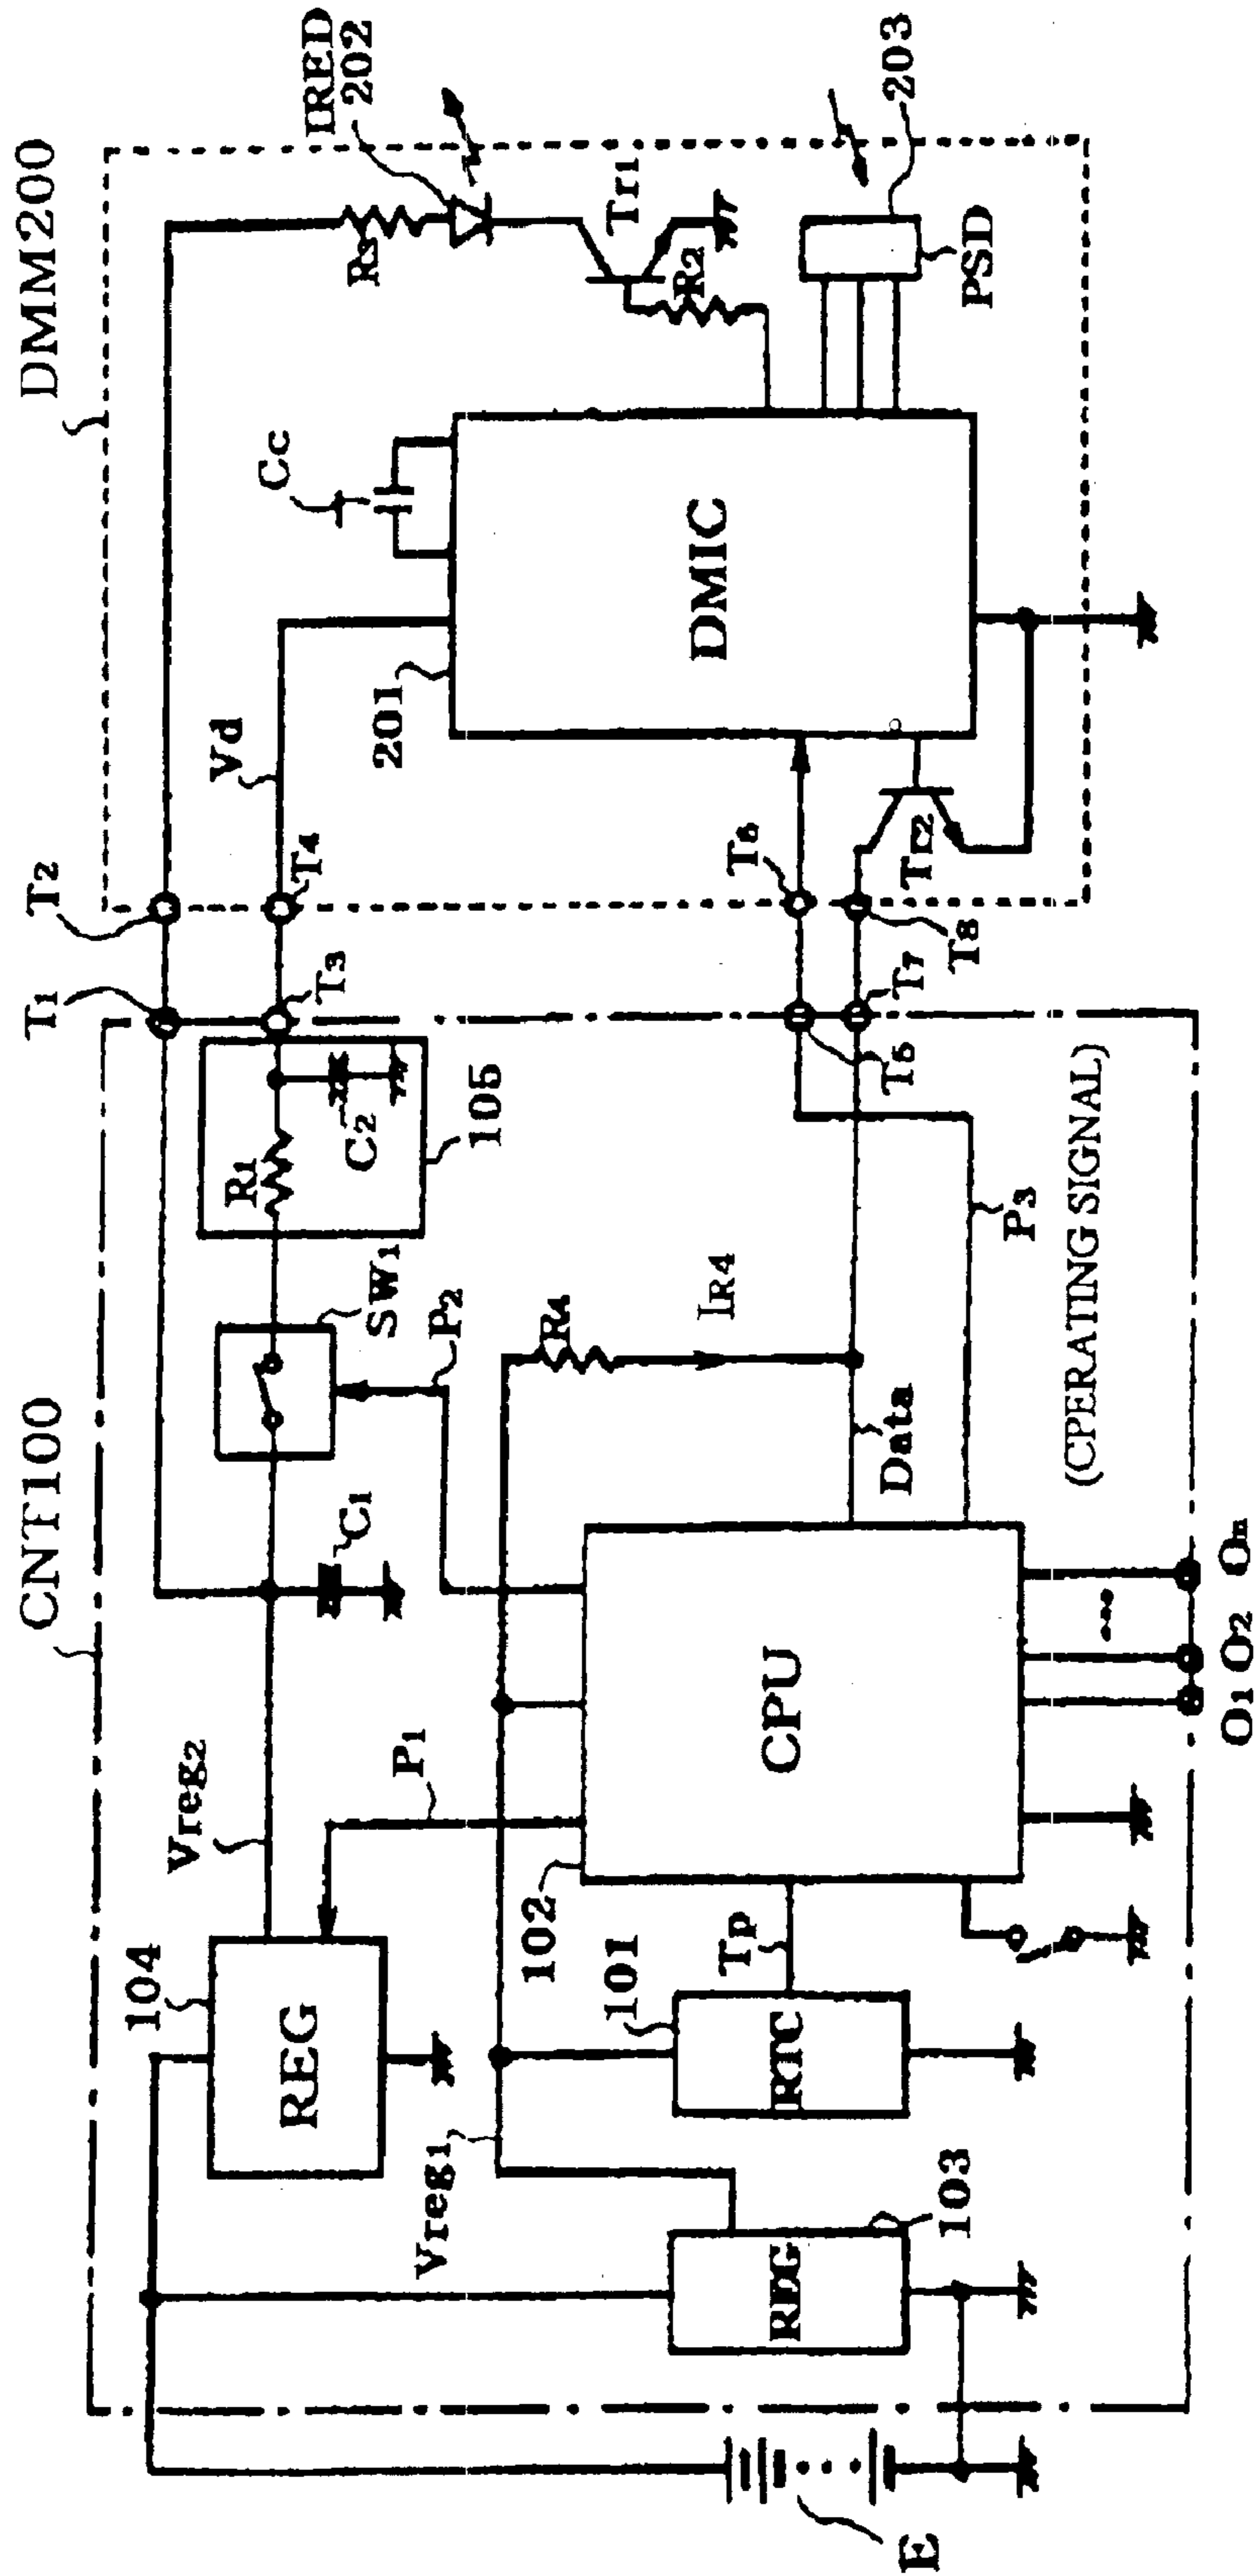 CNT100
DMM200
T1
T2
IRED
202
Vreg2
104
REG
P1
C1
SW1
P2
R1
C2
105
T3
T4
Vd
Cc
R3
Tr1
R2
203
PSD
201
DMIC
T6
Tr2
T8
T7
T5
P3
R4
IR4
Data
(CPERATING SIGNAL)
CPU
102
Tp
101
RTC
Vreg1
REG
103
E
O1
O2
On